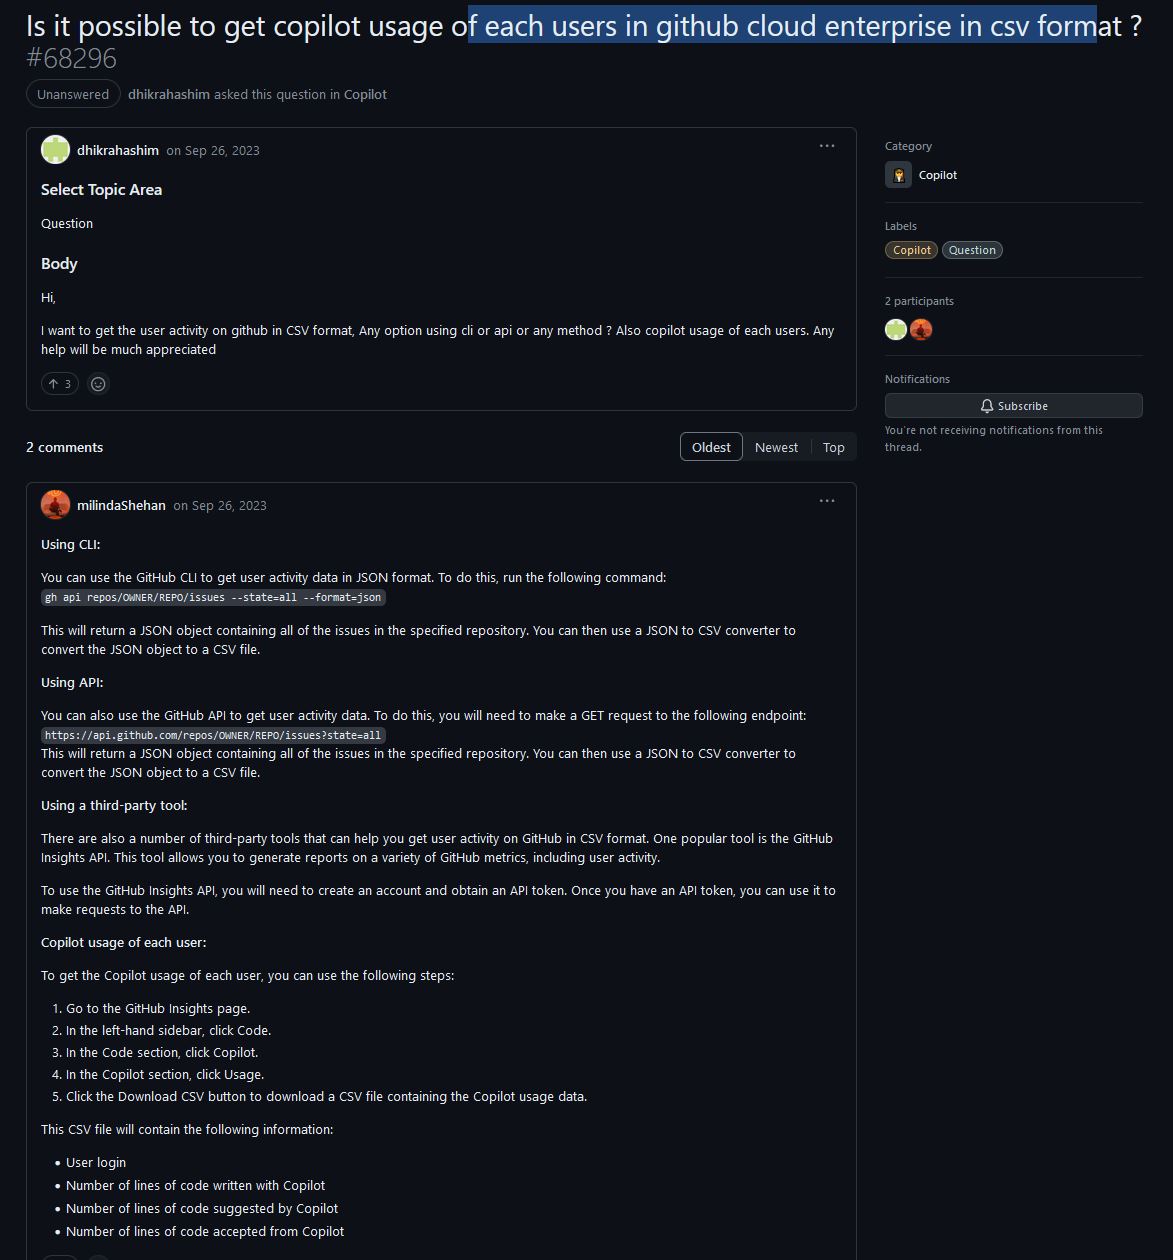 Is it possible to get copilot usage of each users in github cloud enterprise in csv format ?
#68296
Unanswered dhikrahashim asked this question in Copilot
dhikrahashim on Sep 26, 2023
Select Topic Area
Question
Body
Hi,
I want to get the user activity on github in CSV format, Any option using cli or api or any method ? Also copilot usage of each users. Any
help will be much appreciated
3
Category
Copilot
Labels
Copilot Question
2 participants
Notifications
Subscribe
You're not receiving notifications from this
thread.
2 comments
Oldest Newest Top
milindaShehan on Sep 26, 2023
Using CLI:
You can use the GitHub CLI to get user activity data in JSON format. To do this, run the following command:
gh api repos/OWNER/REPO/issues --state=all --format=json
This will return a JSON object containing all of the issues in the specified repository. You can then use a JSON to CSV converter to
convert the JSON object to a CSV file.
Using API:
You can also use the GitHub API to get user activity data. To do this, you will need to make a GET request to the following endpoint:
https://api.github.com/repos/OWNER/REPO/issues?state=all
This will return a JSON object containing all of the issues in the specified repository. You can then use a JSON to CSV converter to
convert the JSON object to a CSV file.
Using a third-party tool:
There are also a number of third-party tools that can help you get user activity on GitHub in CSV format. One popular tool is the GitHub
Insights API. This tool allows you to generate reports on a variety of GitHub metrics, including user activity.
To use the GitHub Insights API, you will need to create an account and obtain an API token. Once you have an API token, you can use it to
make requests to the API.
Copilot usage of each user:
To get the Copilot usage of each user, you can use the following steps:
1. Go to the GitHub Insights page.
2. In the left-hand sidebar, click Code.
3. In the Code section, click Copilot.
4. In the Copilot section, click Usage.
5. Click the Download CSV button to download a CSV file containing the Copilot usage data.
This CSV file will contain the following information:
• User login
• Number of lines of code written with Copilot
• Number of lines of code suggested by Copilot
• Number of lines of code accepted from Copilot